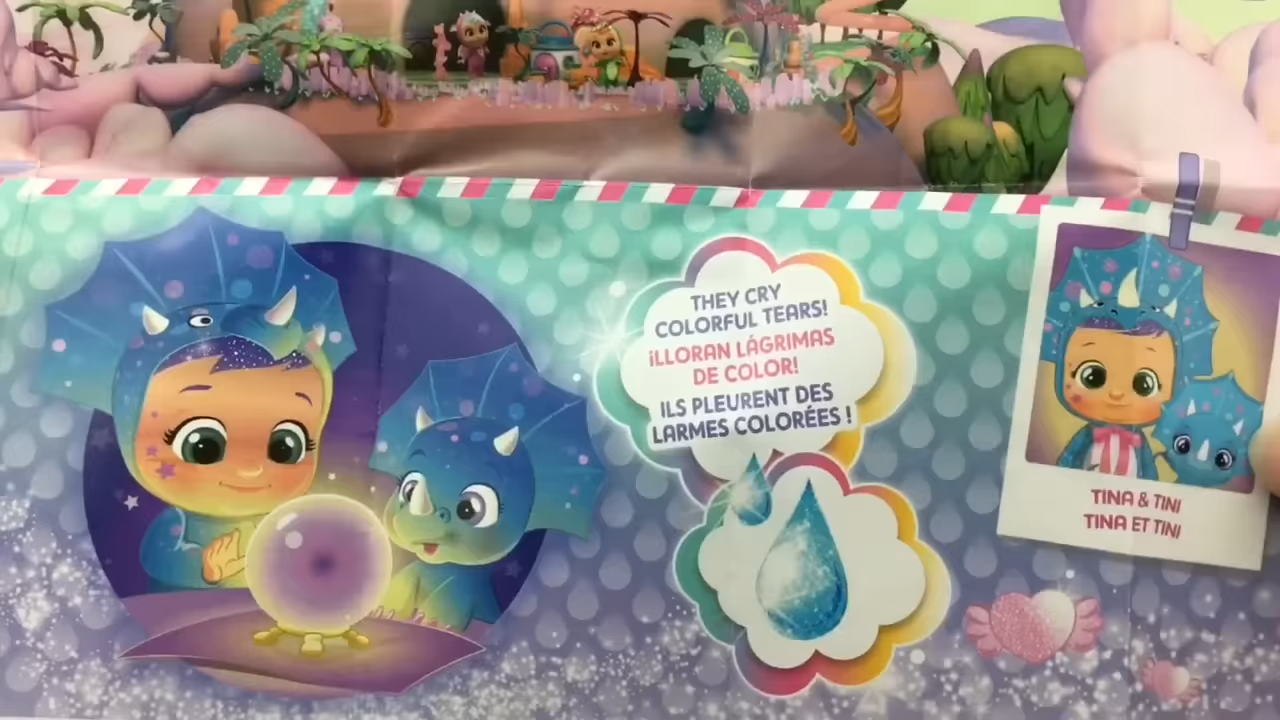 THEY CRY
COLORFUL TEARS!
¡LLORAN LÁGRIMAS
DE COLOR!
ILS PLEURENT DES
LARMES COLORÉES !
TINA & TINI
TINA ET TINI